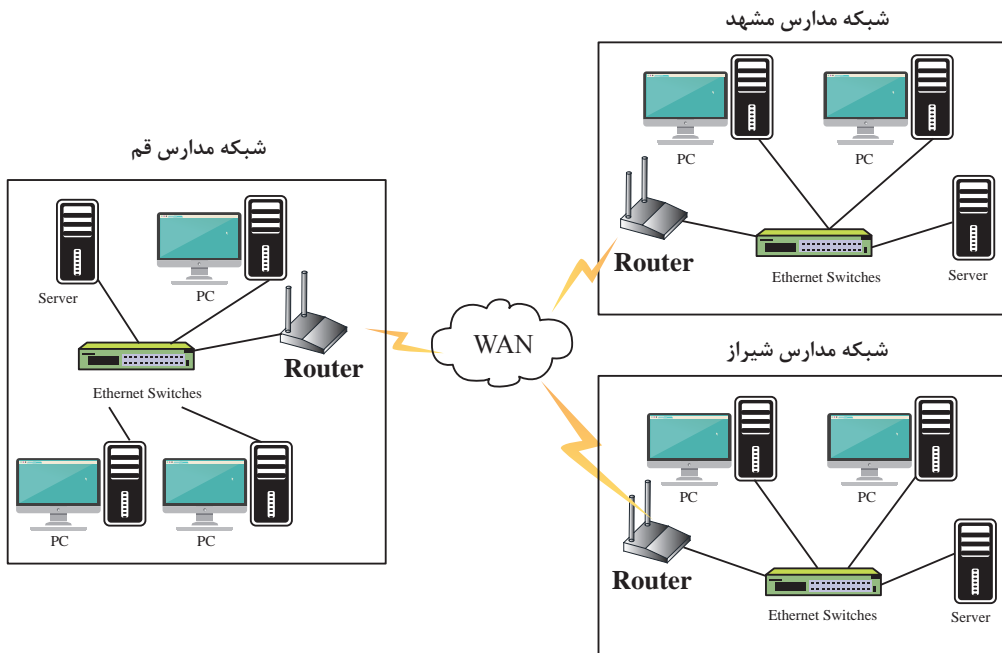 شبکه مدارس مشهد
PC
PC
Router
Ethernet Switches
Server
شبکه مدارس قم
Server
PC
Router
Ethernet Switches
PC
PC
WAN
شبکه مدارس شیراز
PC
PC
Router
Ethernet Switches
Server